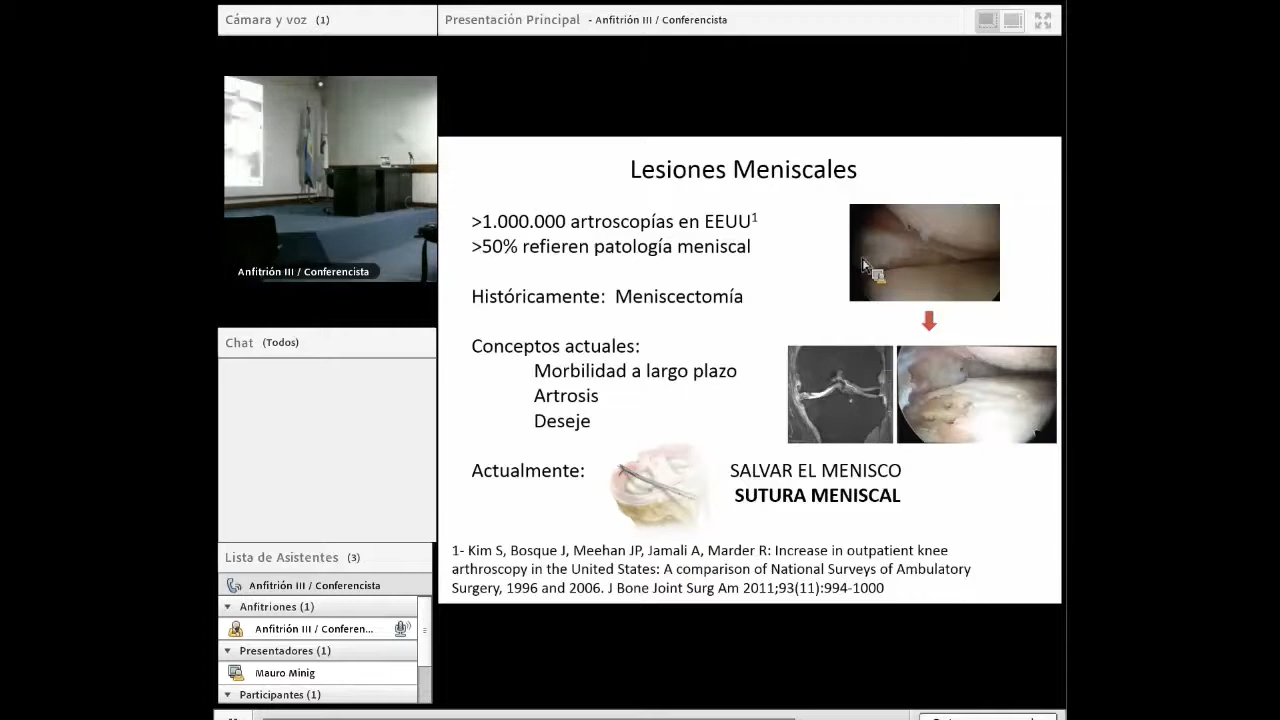 Cámara y voz (1)
Presentación Principal - Anfitrión III / Conferencista
Anfitrión III / Conferencista
Chat (Todos)
Lista de Asistentes (3)
Anfitrión III / Conferencista
Anfitriones (1)
Anfitrión III / Conferen...
Presentadores (1)
Mauro Minig
Participantes (1)
Lesiones Meniscales
>1.000.000 artroscopías en EEUU¹
>50% refieren patología meniscal
Históricamente: Meniscectomía
Conceptos actuales:
Morbilidad a largo plazo
Artrosis
Deseje
Actualmente:
SALVAR EL MENISCO
SUTURA MENISCAL
1- Kim S, Bosque J, Meehan JP, Jamali A, Marder R: Increase in outpatient knee
arthroscopy in the United States: A comparison of National Surveys of Ambulatory
Surgery, 1996 and 2006. J Bone Joint Surg Am 2011;93(11):994-1000